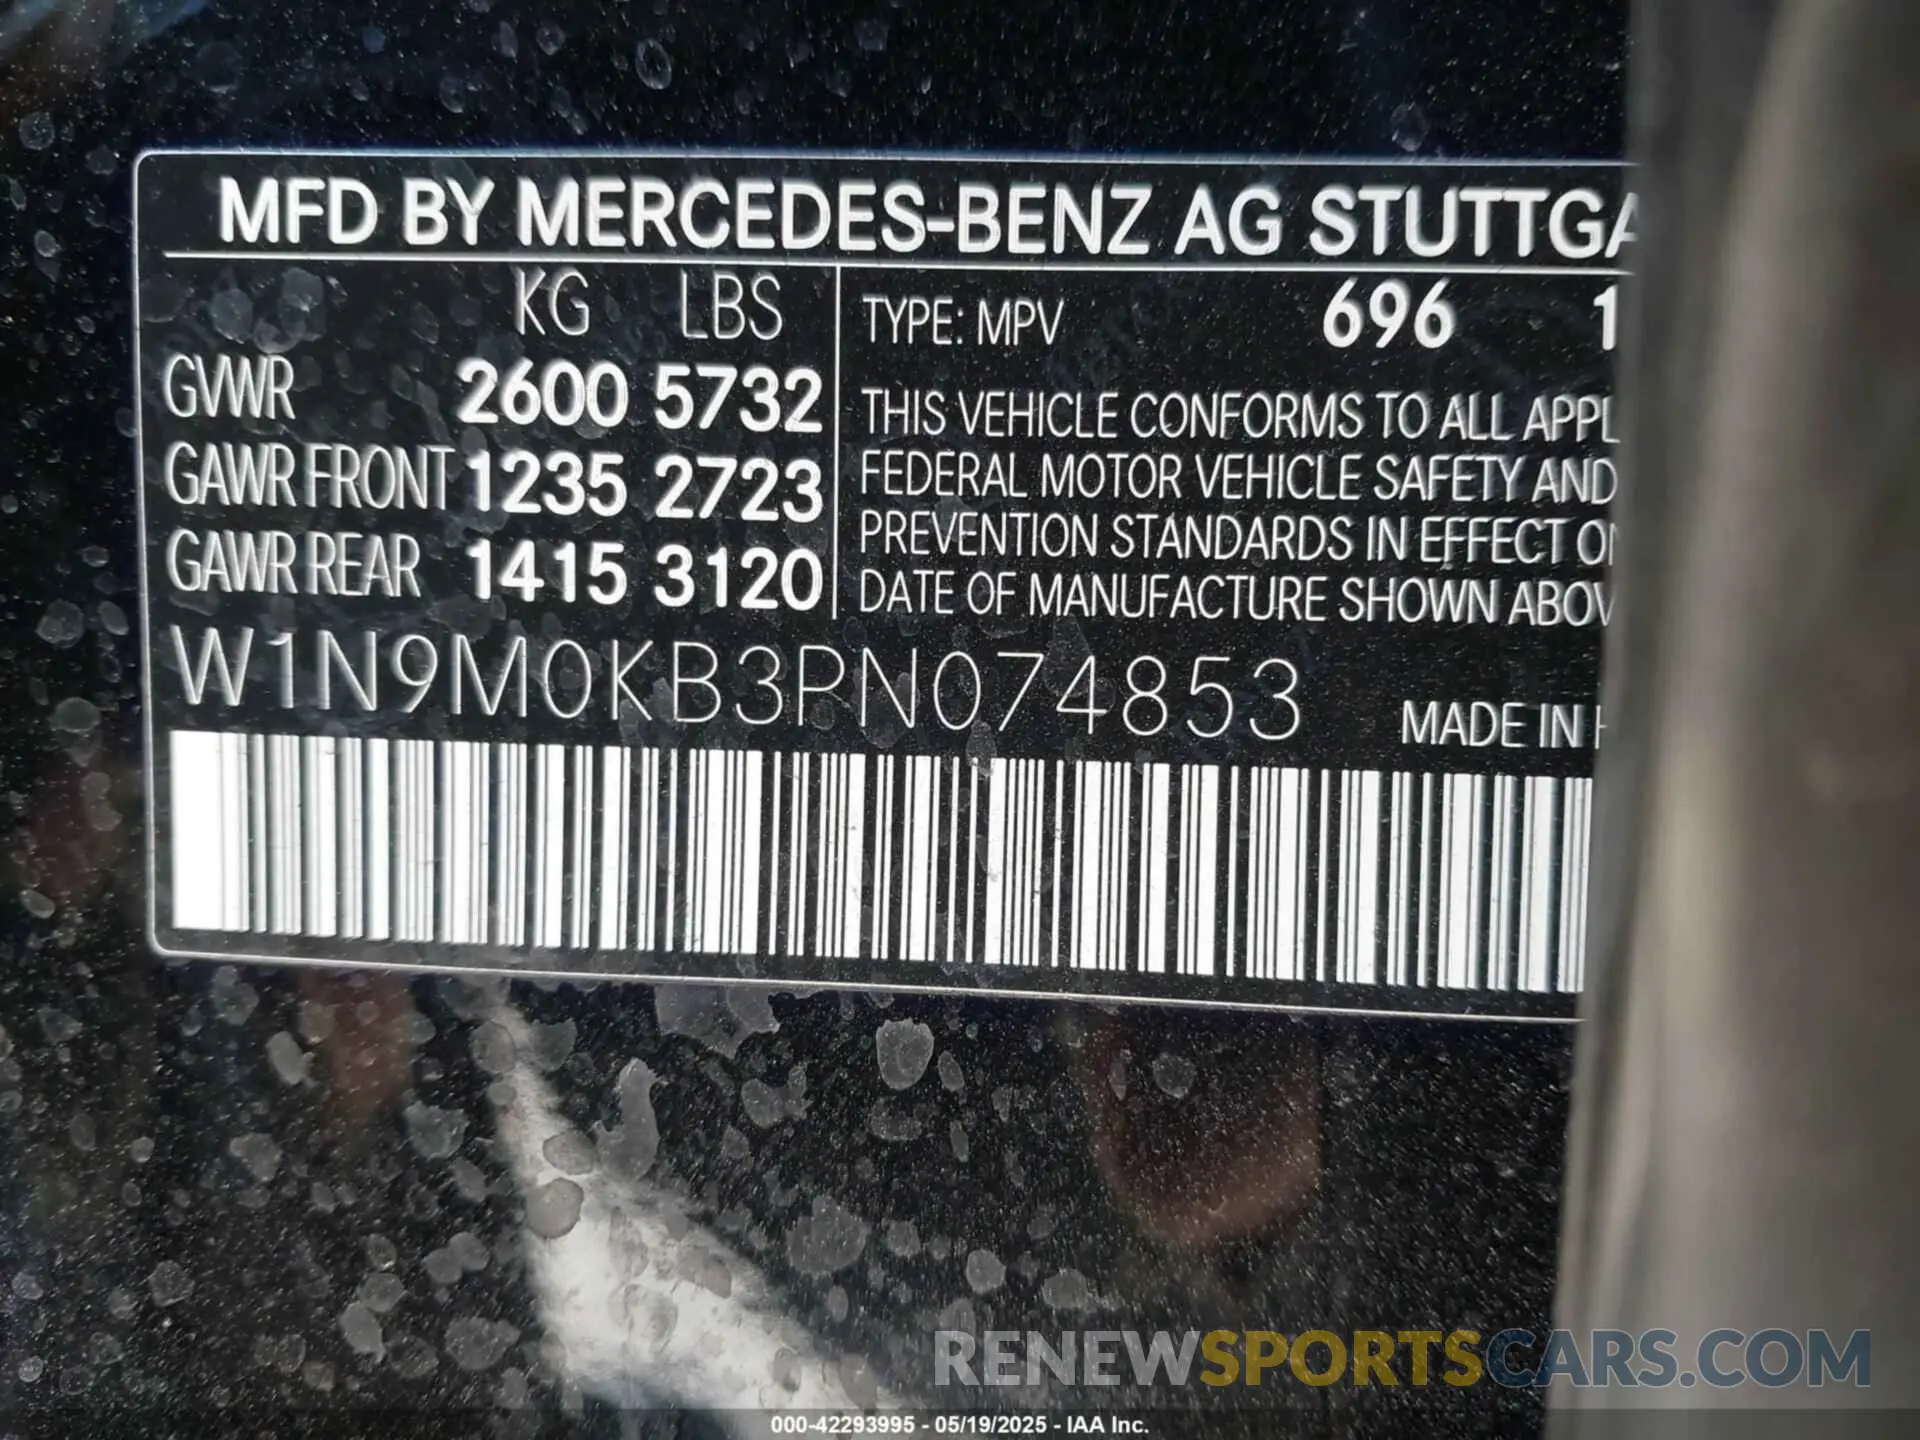 MFD BY MERCEDES-BENZ AG STUTTGA
KG LBS
GVWR 2600 5732
GAWR FRONT 1235 2723
GAWR REAR 1415 3120
TYPE: MPV 696 1
THIS VEHICLE CONFORMS TO ALL APPL
FEDERAL MOTOR VEHICLE SAFETY AND
PREVENTION STANDARDS IN EFFECT ON
DATE OF MANUFACTURE SHOWN ABOV
W1N9M0KB3PN074853
MADE IN
RENEWSPORTSCARS.COM
000-42293995 - 05/19/2025 - IAA Inc.